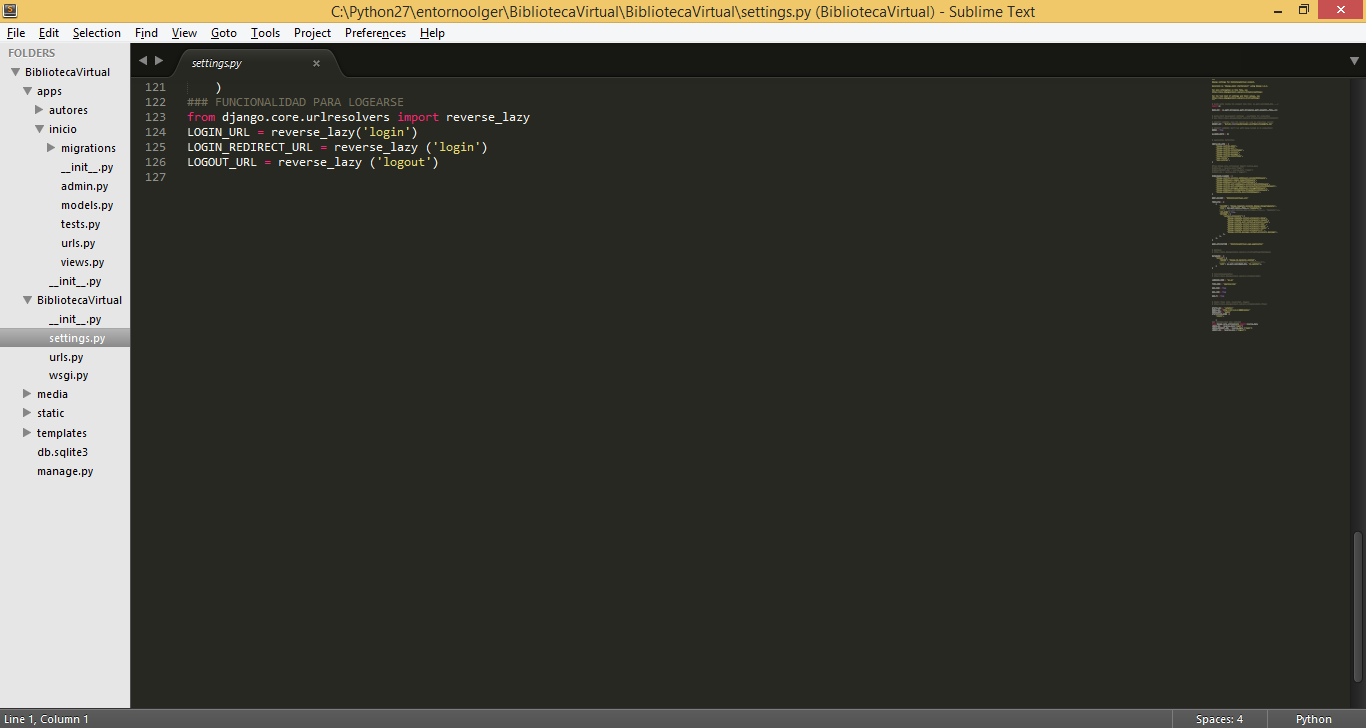 C:\Python27\entornoolger\BibliotecaVirtual\BibliotecaVirtual\settings.py (BibliotecaVirtual) - Sublime Text
File Edit Selection Find View Goto Tools Project Preferences Help
FOLDERS
BibliotecaVirtual
apps
autores
inicio
migrations
__init__.py
admin.py
models.py
tests.py
urls.py
views.py
__init__.py
BibliotecaVirtual
__init__.py
settings.py
urls.py
wsgi.py
media
static
templates
db.sqlite3
manage.py
settings.py
121 )
122 ### FUNCIONALIDAD PARA LOGEARSE
123 from django.core.urlresolvers import reverse_lazy
124 LOGIN_URL = reverse_lazy('login')
125 LOGIN_REDIRECT_URL = reverse_lazy ('login')
126 LOGOUT_URL = reverse_lazy ('logout')
127
Line 1, Column 1
Spaces: 4
Python